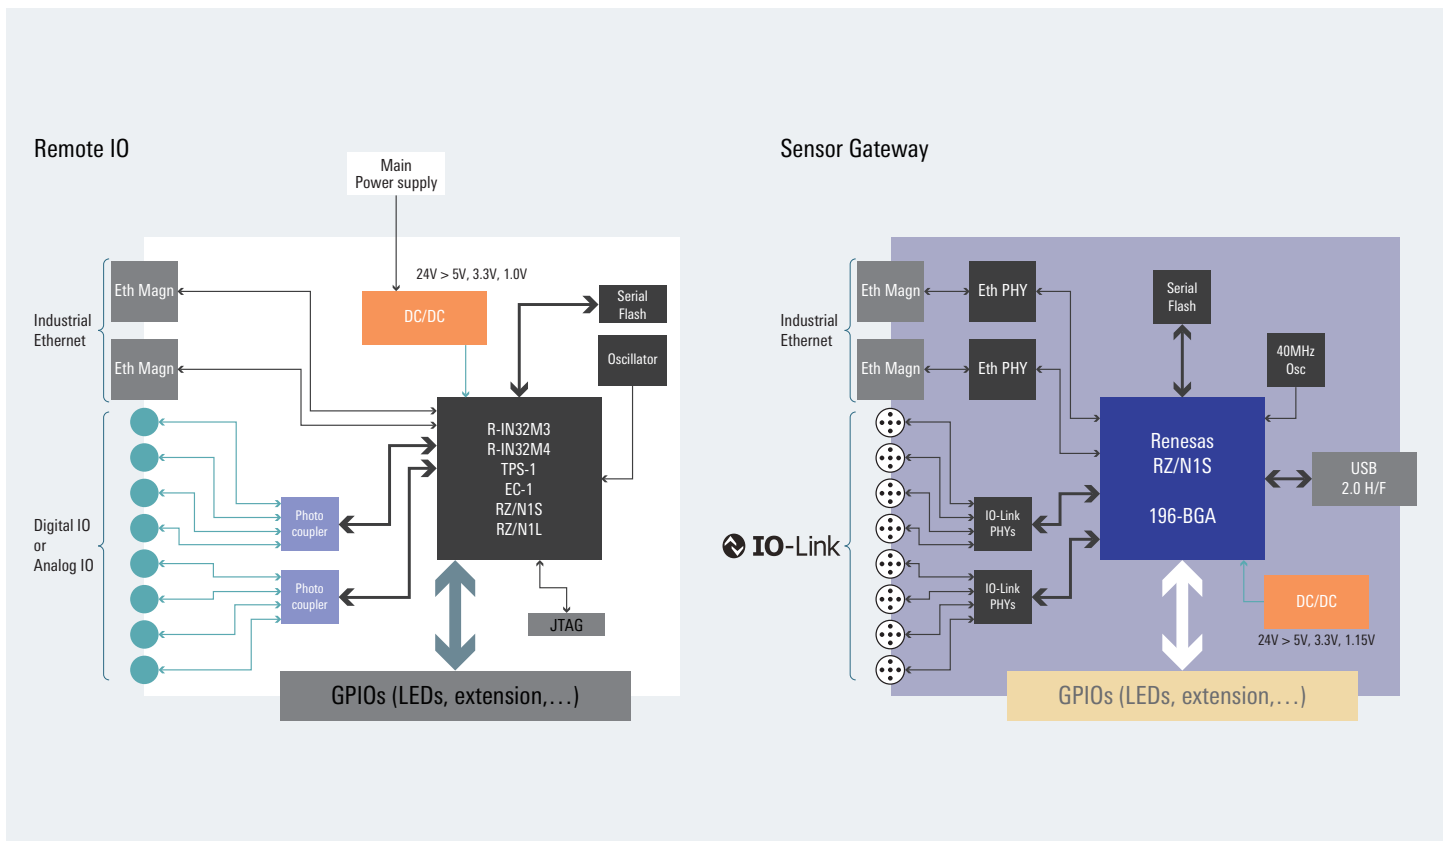 Remote IO
Main
Power supply
24V > 5V, 3.3V, 1.0V
Eth Magn
DC/DC
Serial
Flash
Industrial
Ethernet
Eth Magn
Oscillator
R-IN32M3
R-IN32M4
TPS-1
EC-1
RZ/N1S
RZ/N1L
Digital IO
or
Analog IO
Photo
coupler
Photo
coupler
JTAG
GPIOs (LEDs, extension,...)
Sensor Gateway
Eth Magn
Eth PHY
Serial
Flash
Industrial
Ethernet
Eth Magn
Eth PHY
40MHz
Osc
Renesas
RZ/N1S
196-BGA
USB
2.0 H/F
IO-Link
IO-Link
PHYs
IO-Link
PHYs
DC/DC
24V > 5V, 3.3V, 1.15V
GPIOs (LEDs, extension,...)